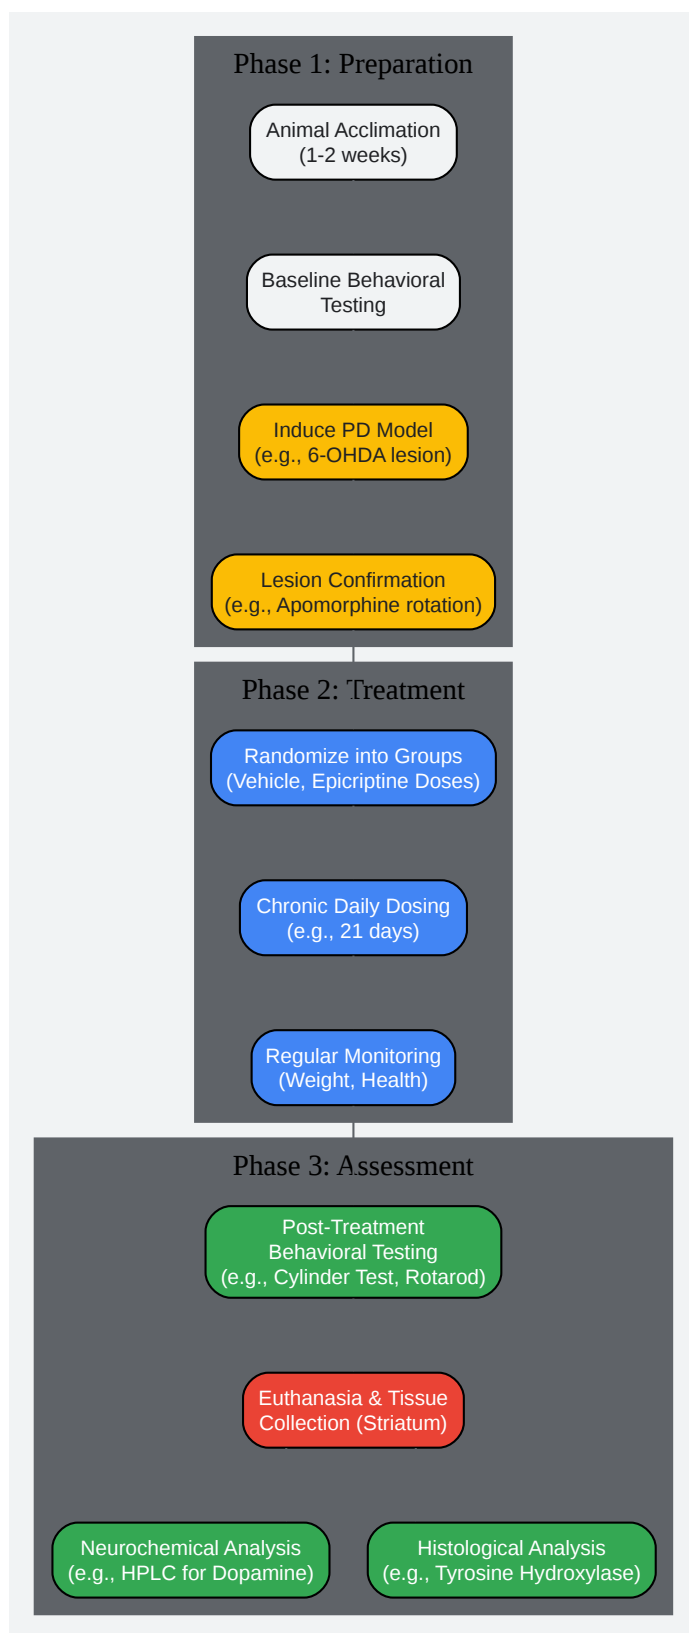 Phase 1: Preparation
Animal Acclimation
(1-2 weeks)
Baseline Behavioral
Testing
Induce PD Model
(e.g., 6-OHDA lesion)
Lesion Confirmation
(e.g., Apomorphine rotation)
Phase 2: Treatment
Randomize into Groups
(Vehicle, Epicriptine Doses)
Chronic Daily Dosing
(e.g., 21 days)
Regular Monitoring
(Weight, Health)
Phase 3: Assessment
Post-Treatment
Behavioral Testing
(e.g., Cylinder Test, Rotarod)
Euthanasia & Tissue
Collection (Striatum)
Neurochemical Analysis
(e.g., HPLC for Dopamine)
Histological Analysis
(e.g., Tyrosine Hydroxylase)